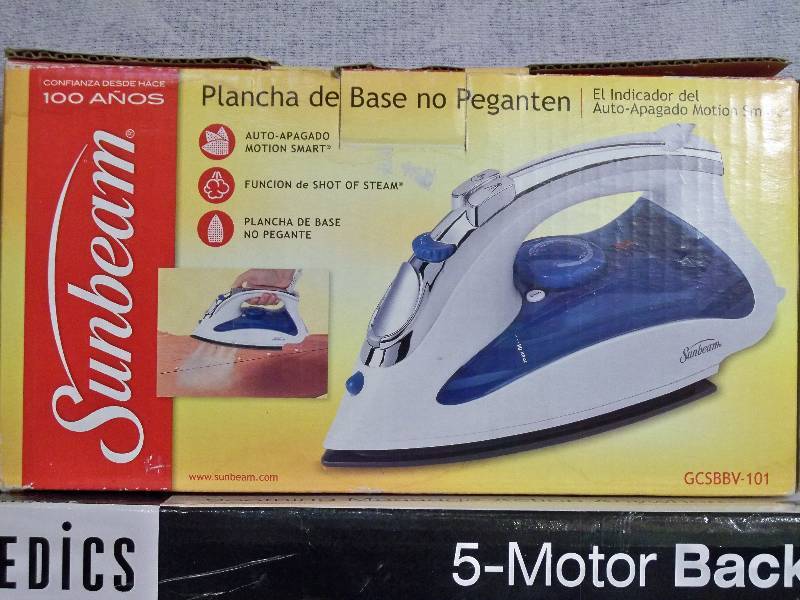 CONFIANZA DESDE HACE
100 AÑOS
Sunbeam®
Plancha de Base no Peganten
El Indicador del
Auto-Apagado Motion
AUTO-APAGADO
MOTION SMART®
FUNCION de SHOT OF STEAM®
PLANCHA DE BASE
NO PEGANTE
Sunbeam
www.sunbeam.com
GCSBBV-101
EDICS
5-Motor Back